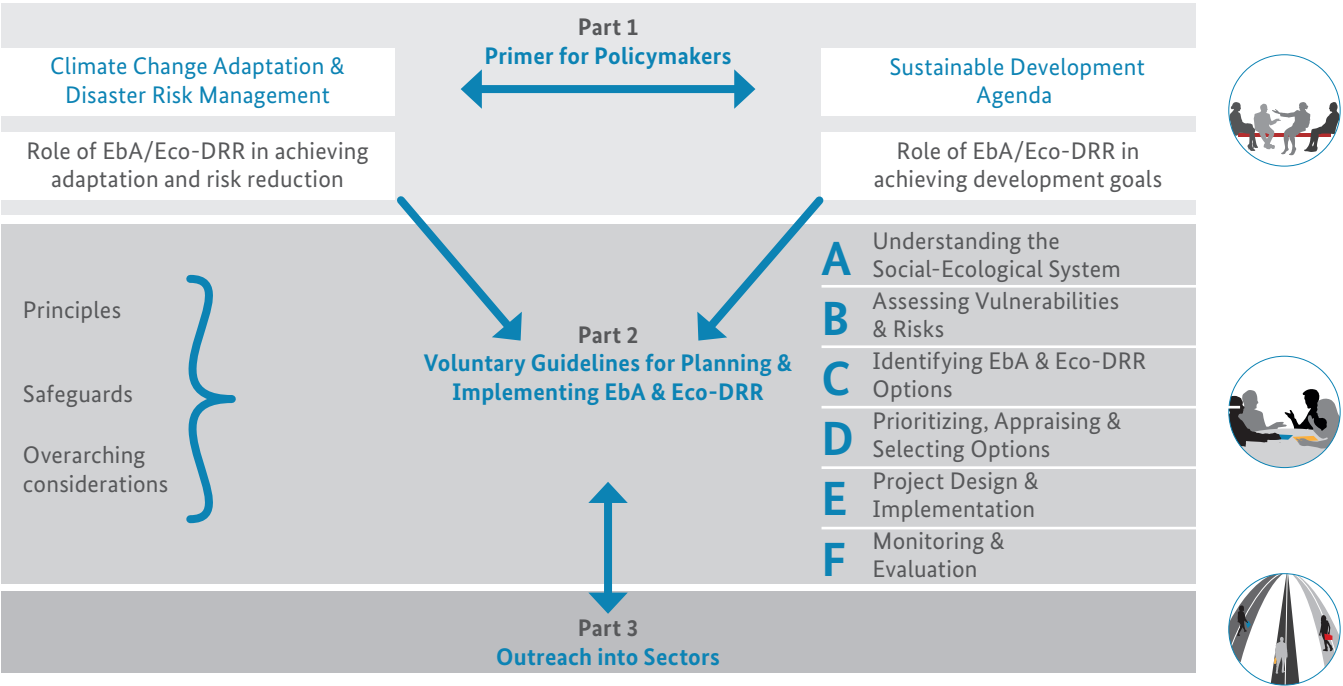 Part 1
Primer for Policymakers
Climate Change Adaptation &
Disaster Risk Management
Sustainable Development
Agenda
Role of EbA/Eco-DRR in achieving
adaptation and risk reduction
Role of EbA/Eco-DRR in
achieving development goals
Principles
Safeguards
Overarching
considerations
Part 2
Voluntary Guidelines for Planning &
Implementing EbA & Eco-DRR
A
Understanding the
Social-Ecological System
B
Assessing Vulnerabilities
& Risks
C
Identifying EbA & Eco-DRR
Options
D
Prioritizing, Appraising &
Selecting Options
E
Project Design &
Implementation
F
Monitoring &
Evaluation
Part 3
Outreach into Sectors